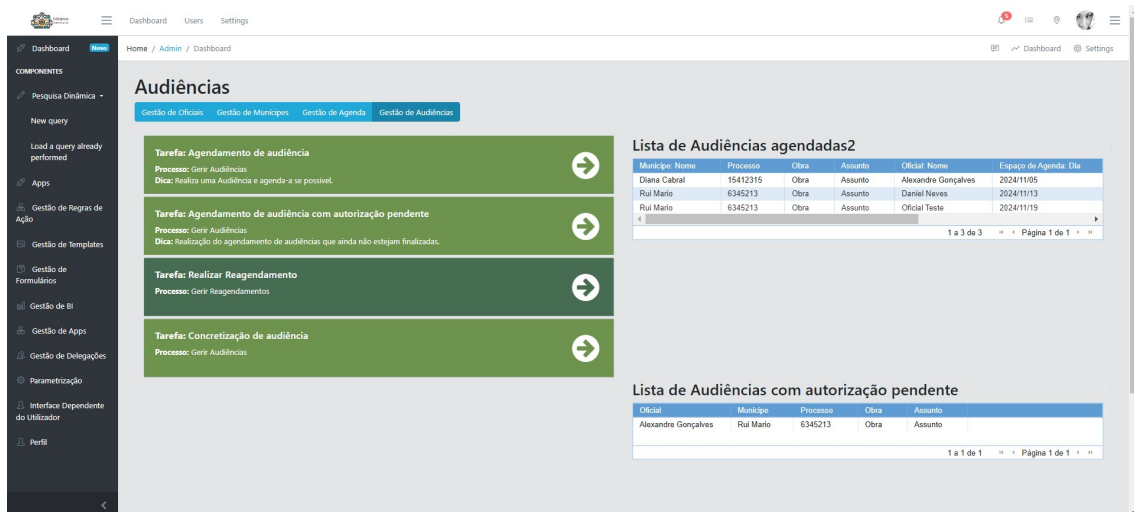 Dashboard Users Settings
5
Dashboard Novo
Home / Admin / Dashboard
Dashboard Settings
COMPONENTES
Pesquisa Dinâmica
New query
Load a query already
performed
Apps
Gestão de Regras de
Ação
Gestão de Templates
Gestão de
Formulários
Gestão de BI
Gestão de Apps
Gestão de Delegações
Parametrização
Interface Dependente
do Utilizador
Perfil
Audiências
Gestão de Oficiais Gestão de Munícipes Gestão de Agenda Gestão de Audiências
Tarefa: Agendamento de audiência
Processo: Gerir Audiências
Dica: Realiza uma Audiência e agenda-a se possivel.
Tarefa: Agendamento de audiência com autorização pendente
Processo: Gerir Audiências
Dica: Realização do agendamento de audiências que ainda não estejam finalizadas.
Tarefa: Realizar Reagendamento
Processo: Gerir Reagendamentos
Tarefa: Concretização de audiência
Processo: Gerir Audiências
Lista de Audiências agendadas2
Munícipe: Nome Processo Obra Assunto Oficial: Nome Espaço de Agenda: Dia
Diana Cabral 15412315 Obra Assunto Alexandre Gonçalves 2024/11/05
Rui Mario 6345213 Obra Assunto Daniel Neves 2024/11/13
Rui Mario 6345213 Obra Assunto Oficial Teste 2024/11/19
1 a 3 de 3 Página 1 de 1
Lista de Audiências com autorização pendente
Oficial Munícipe Processo Obra Assunto
Alexandre Gonçalves Rui Mario 6345213 Obra Assunto
1 a 1 de 1 Página 1 de 1